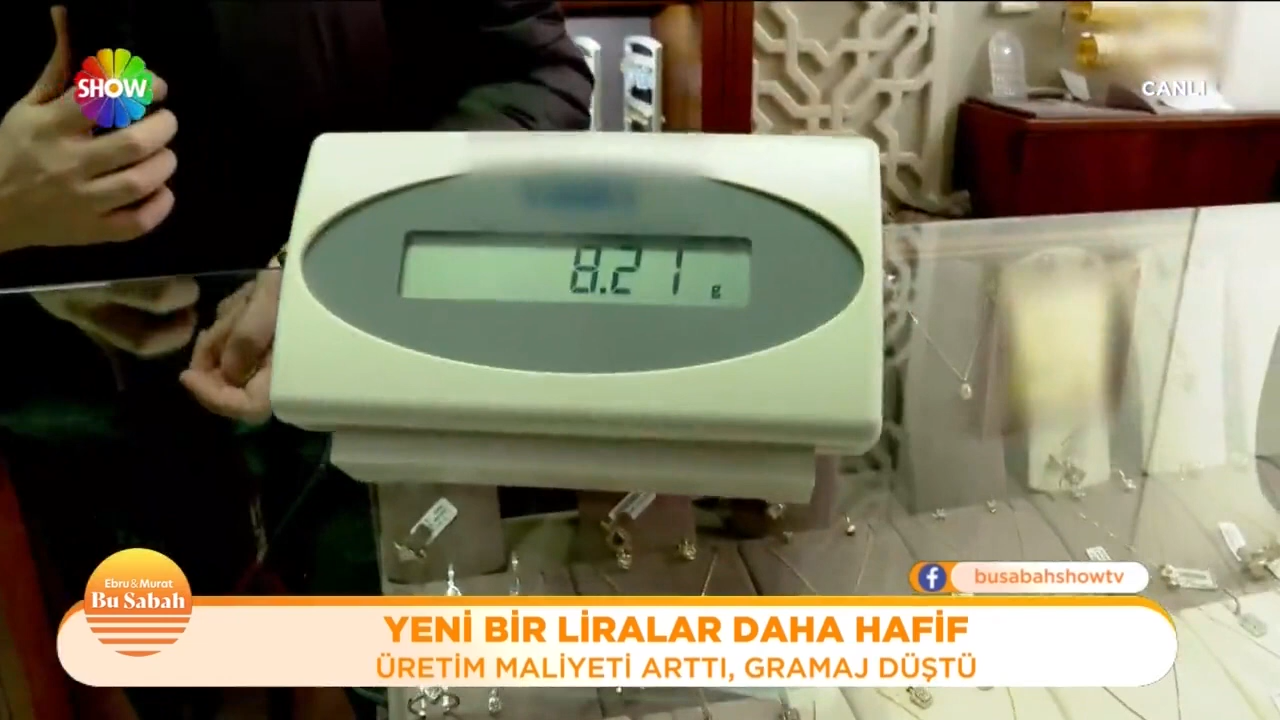 SHOW
CANLI
8.21 g
busabahshowtv
Ebru & Murat
Bu Sabah
YENİ BİR LİRALAR DAHA HAFİF
ÜRETİM MALİYETİ ARTTI, GRAMAJ DÜŞTÜ